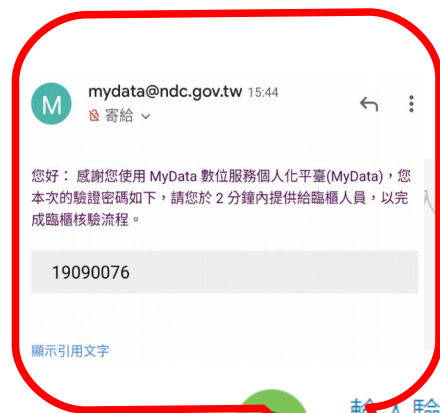 M
mydata@ndc.gov.tw 15:44
寄給
您好： 感謝您使用 MyData 數位服務個人化平臺(MyData)，您
本次的驗證密碼如下，請您於 2 分鐘內提供給臨櫃人員，以完
成臨櫃核驗流程。
19090076
顯示引用文字